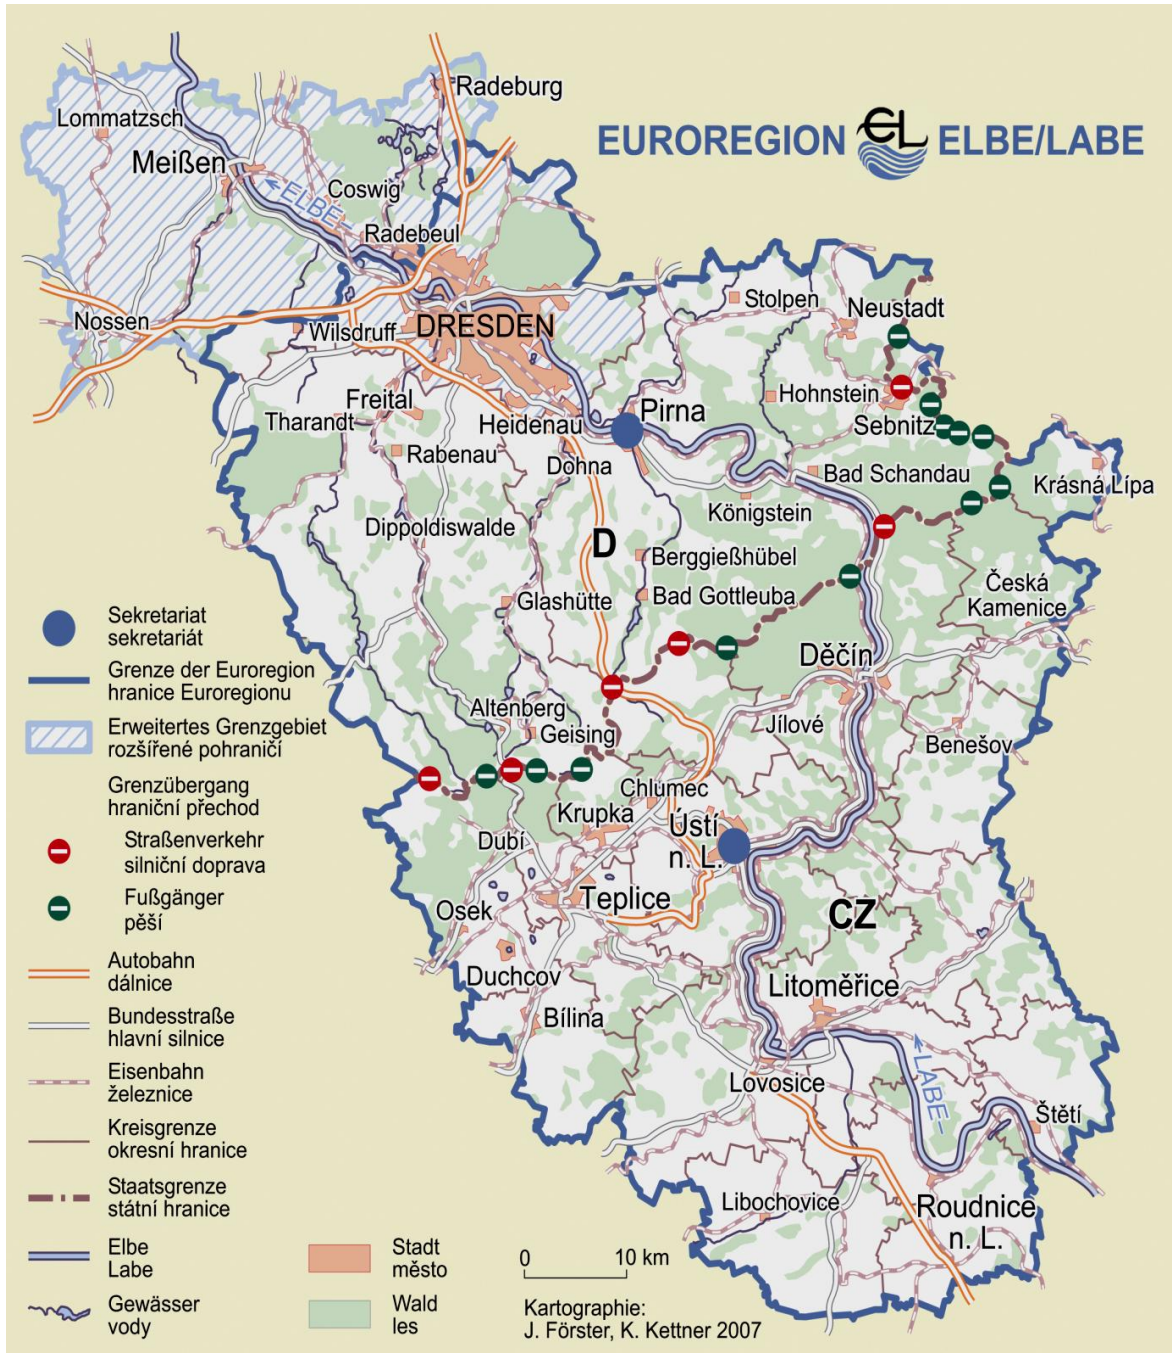 EUROREGION EL ELBE/LABE
Radeburg
Lommatzsch
Meißen
Coswig
ELBE
Radebeul
Stolpen
Neustadt
Nossen
Wilsdruff
DRESDEN
Hohnstein
Freital
Pirna
Tharandt
Heidenau
Sebnitz
Rabenau
Dohna
Bad Schandau
Krásná Lípa
Königstein
Dippoldiswalde
D
Berggießhübel
Česká
Kamenice
Bad Gottleuba
Glashütte
Děčín
Altenberg
Geising
Jílové
Benešov
Chlumec
Krupka
Ústí
n. L.
Dubí
Teplice
CZ
Osek
Duchcov
Litoměřice
Bílina
Lovosice
LABE
Štětí
Libochovice
Roudnice
n. L.
Sekretariat
sekretariát
Grenze der Euroregion
hranice Euroregionu
Erweitertes Grenzgebiet
rozšířené pohraničí
Grenzübergang
hraniční přechod
Straßenverkehr
silniční doprava
Fußgänger
pěší
Autobahn
dálnice
Bundesstraße
hlavní silnice
Eisenbahn
železnice
Kreisgrenze
okresní hranice
Staatsgrenze
státní hranice
Elbe
Labe
Gewässer
vody
Stadt
město
Wald
les
0 10 km
Kartographie:
J. Förster, K. Kettner 2007